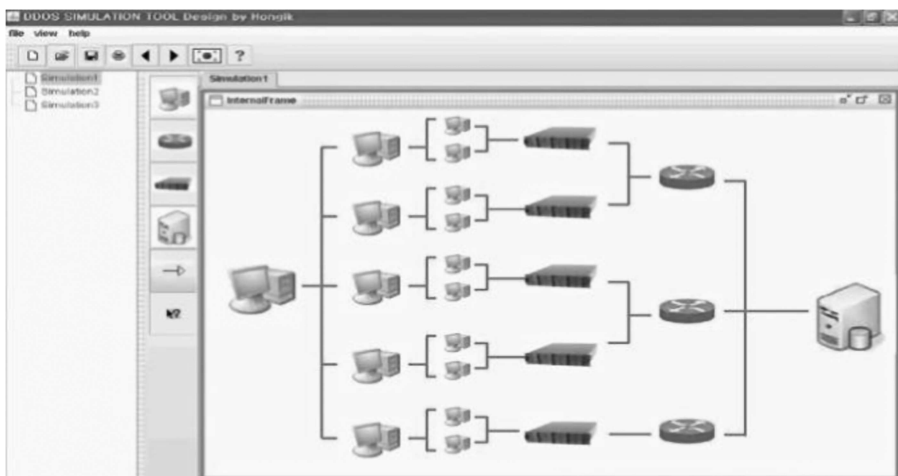 DDOS SIMULATION TOOL Design by Hongik
file view help
?
Simulation1
Simulation2
Simulation3
Simulation1
InternalFrame